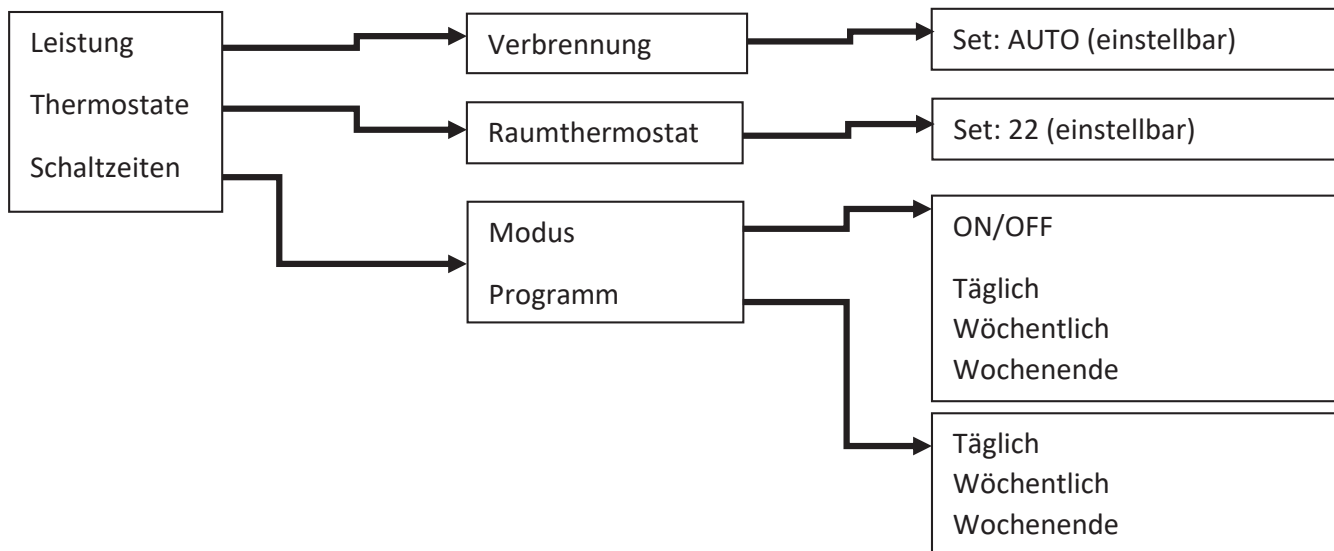 Leistung
Thermostate
Schaltzeiten
Verbrennung
Raumthermostat
Modus
Programm
Set: AUTO (einstellbar)
Set: 22 (einstellbar)
ON/OFF
Täglich
Wöchentlich
Wochenende
Täglich
Wöchentlich
Wochenende